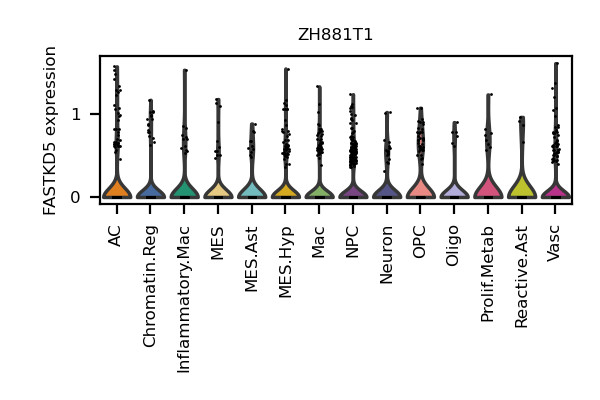 ZH881T1
FASTKD5 expression
1
0
AC
Chromatin.Reg
Inflammatory.Mac
MES
MES.Ast
MES.Hyp
Mac
NPC
Neuron
OPC
Oligo
Prolif.Metab
Reactive.Ast
Vasc